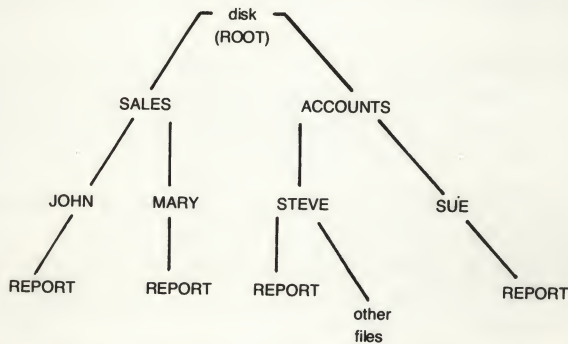 disk
(ROOT)
SALES
ACCOUNTS
JOHN
MARY
STEVE
SUE
REPORT
REPORT
REPORT
other
files
REPORT